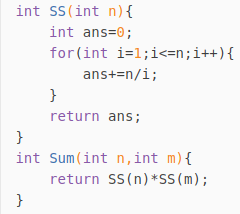 int SS(int n){
    int ans=0;
    for(int i=1;i<=n;i++){
        ans+=n/i;
    }
    return ans;
}
int Sum(int n,int m){
    return SS(n)*SS(m);
}